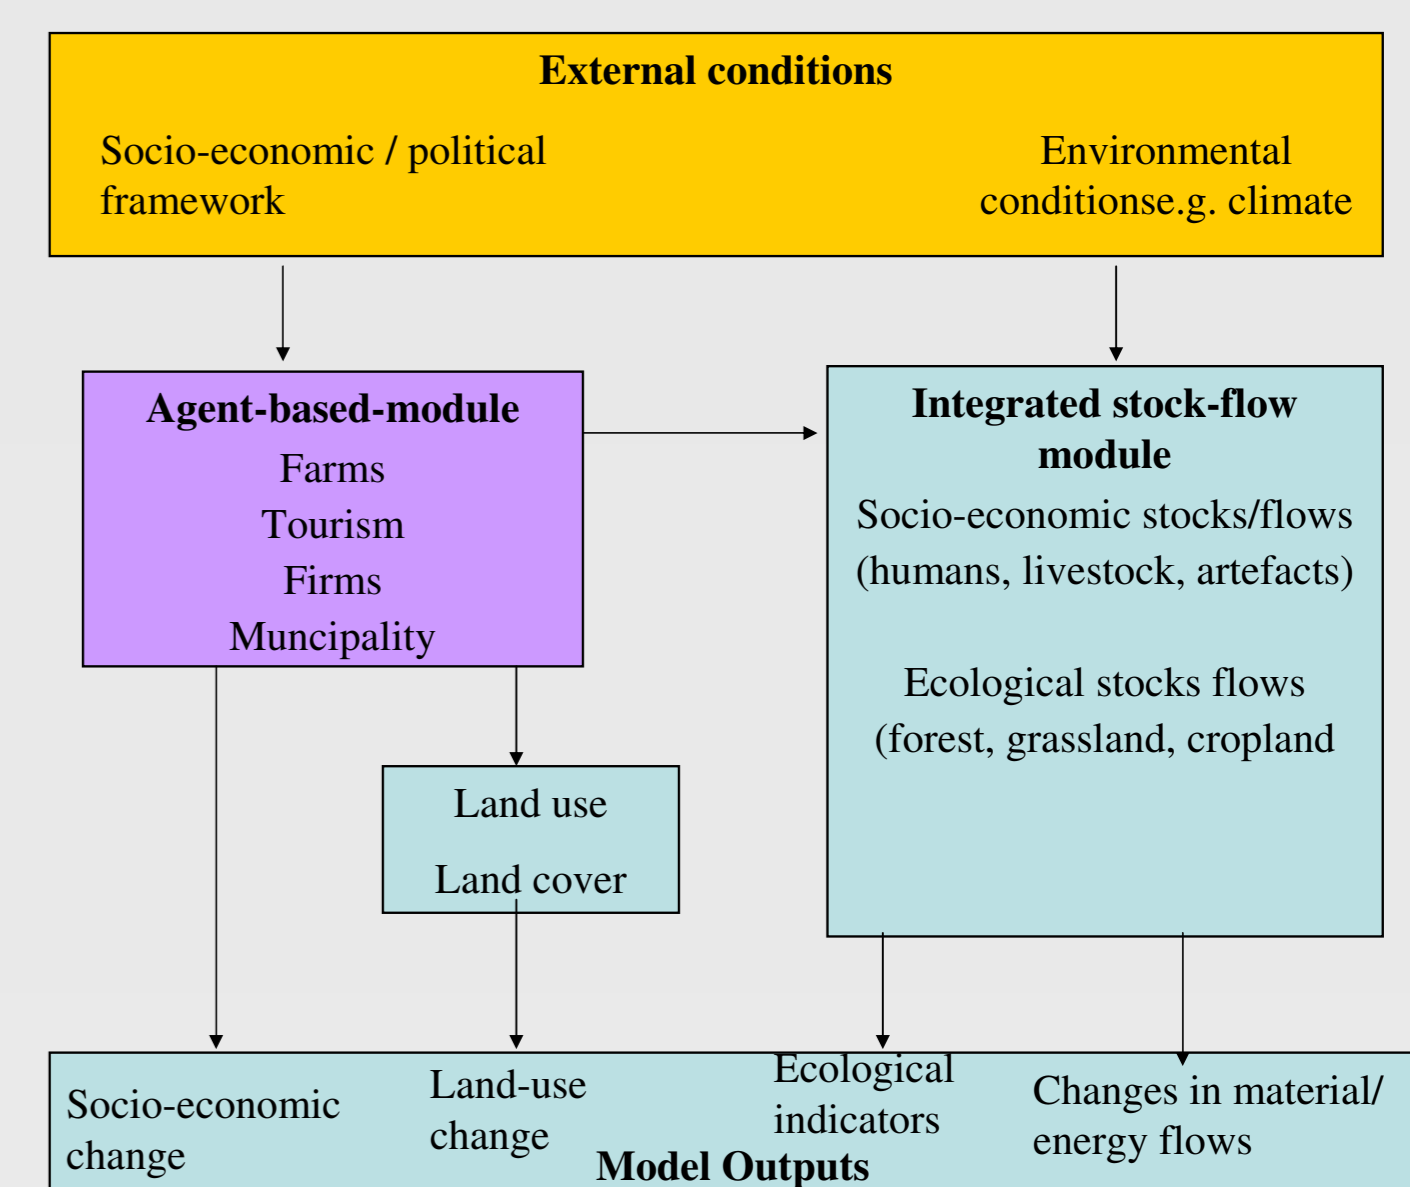 External conditions
Socio-economic / political
framework
Environmental
conditionse.g. climate
Agent-based-module
Farms
Tourism
Firms
Muncipality
Integrated stock-flow
module
Socio-economic stocks/flows
(humans, livestock, artefacts)
Ecological stocks flows
(forest, grassland, cropland
Land use
Land cover
Socio-economic
change
Land-use
change
Ecological
indicators
Changes in material/
energy flows
Model Outputs